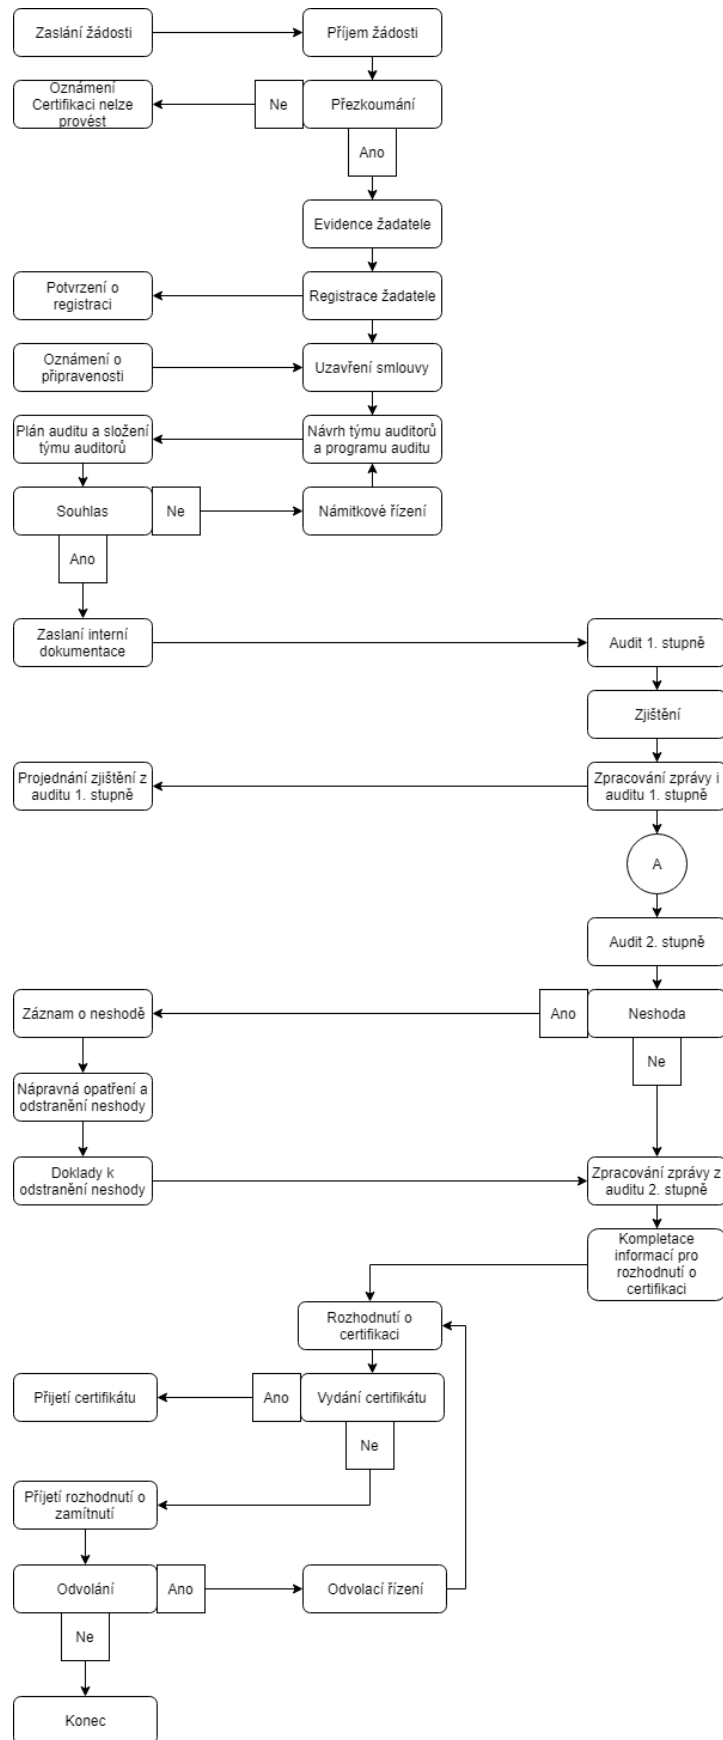 Zaslání žádosti
Příjem žádosti
Oznámení
Certifikaci nelze
provést
Ne
Přezkoumání
Ano
Evidence žadatele
Potvrzení o
registraci
Registrace žadatele
Oznámení o
připravenosti
Uzavření smlouvy
Plán auditu a složení
týmu auditorů
Návrh týmu auditorů
a programu auditu
Souhlas
Ne
Námitkové řízení
Ano
Zaslaní interní
dokumentace
Audit 1. stupně
Zjištění
Projednání zjištění z
auditu 1. stupně
Zpracování zprávy i
auditu 1. stupně
A
Audit 2. stupně
Záznam o neshodě
Ano
Neshoda
Ne
Nápravná opatření a
odstranění neshody
Doklady k
odstranění neshody
Zpracování zprávy z
auditu 2. stupně
Kompletace
informací pro
rozhodnutí o
certifikaci
Rozhodnutí o
certifikaci
Přijetí certifikátu
Ano
Vydání certifikátu
Ne
Příjetí rozhodnutí o
zamítnutí
Odvolání
Ano
Odvolací řízení
Ne
Konec